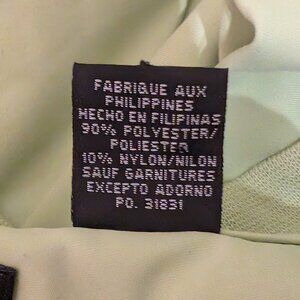 FABRIQUE AUX
PHILIPPINES
HECHO EN FILIPINAS
90% POLYESTER/
POLIESTER
10% NYLON/NILON
SAUF GARNITURES
EXCEPTO ADORNO
PO. 31831